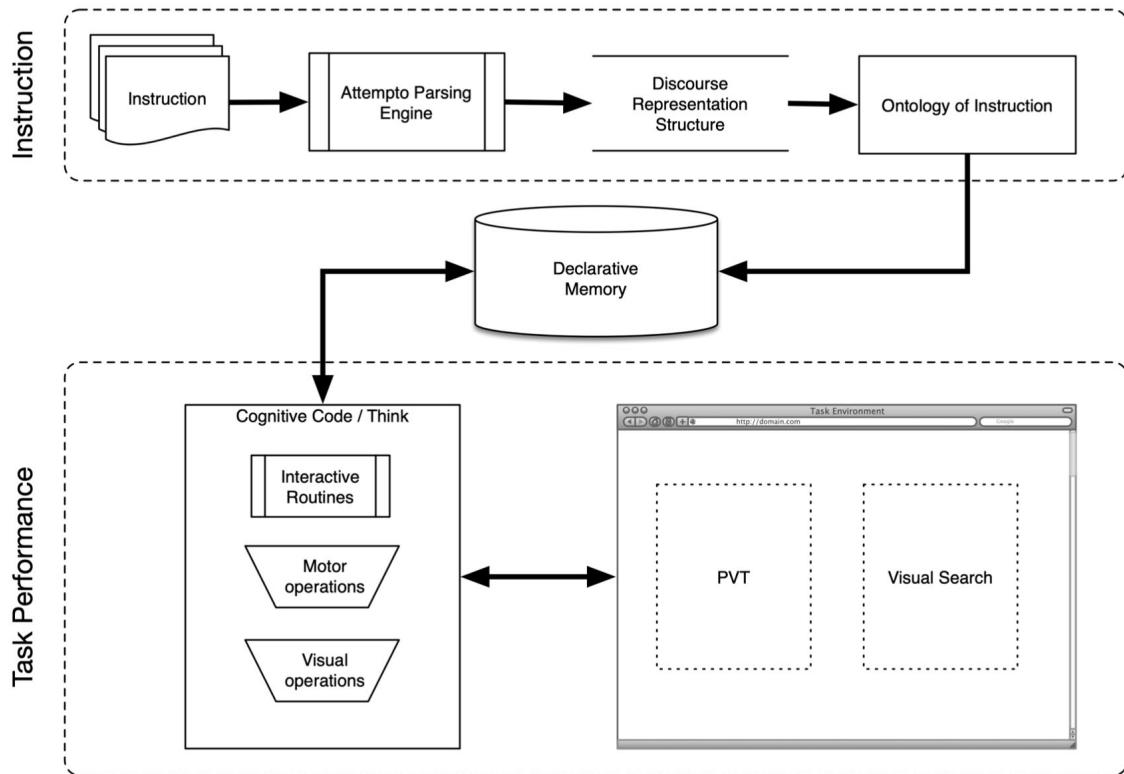 Instruction
Instruction
Attempto Parsing
Engine
Discourse
Representation
Structure
Ontology of Instruction
Declarative
Memory
Task Performance
Cognitive Code / Think
Interactive
Routines
Motor
operations
Visual
operations
Task Environment
http://domain.com
Google
PVT
Visual Search